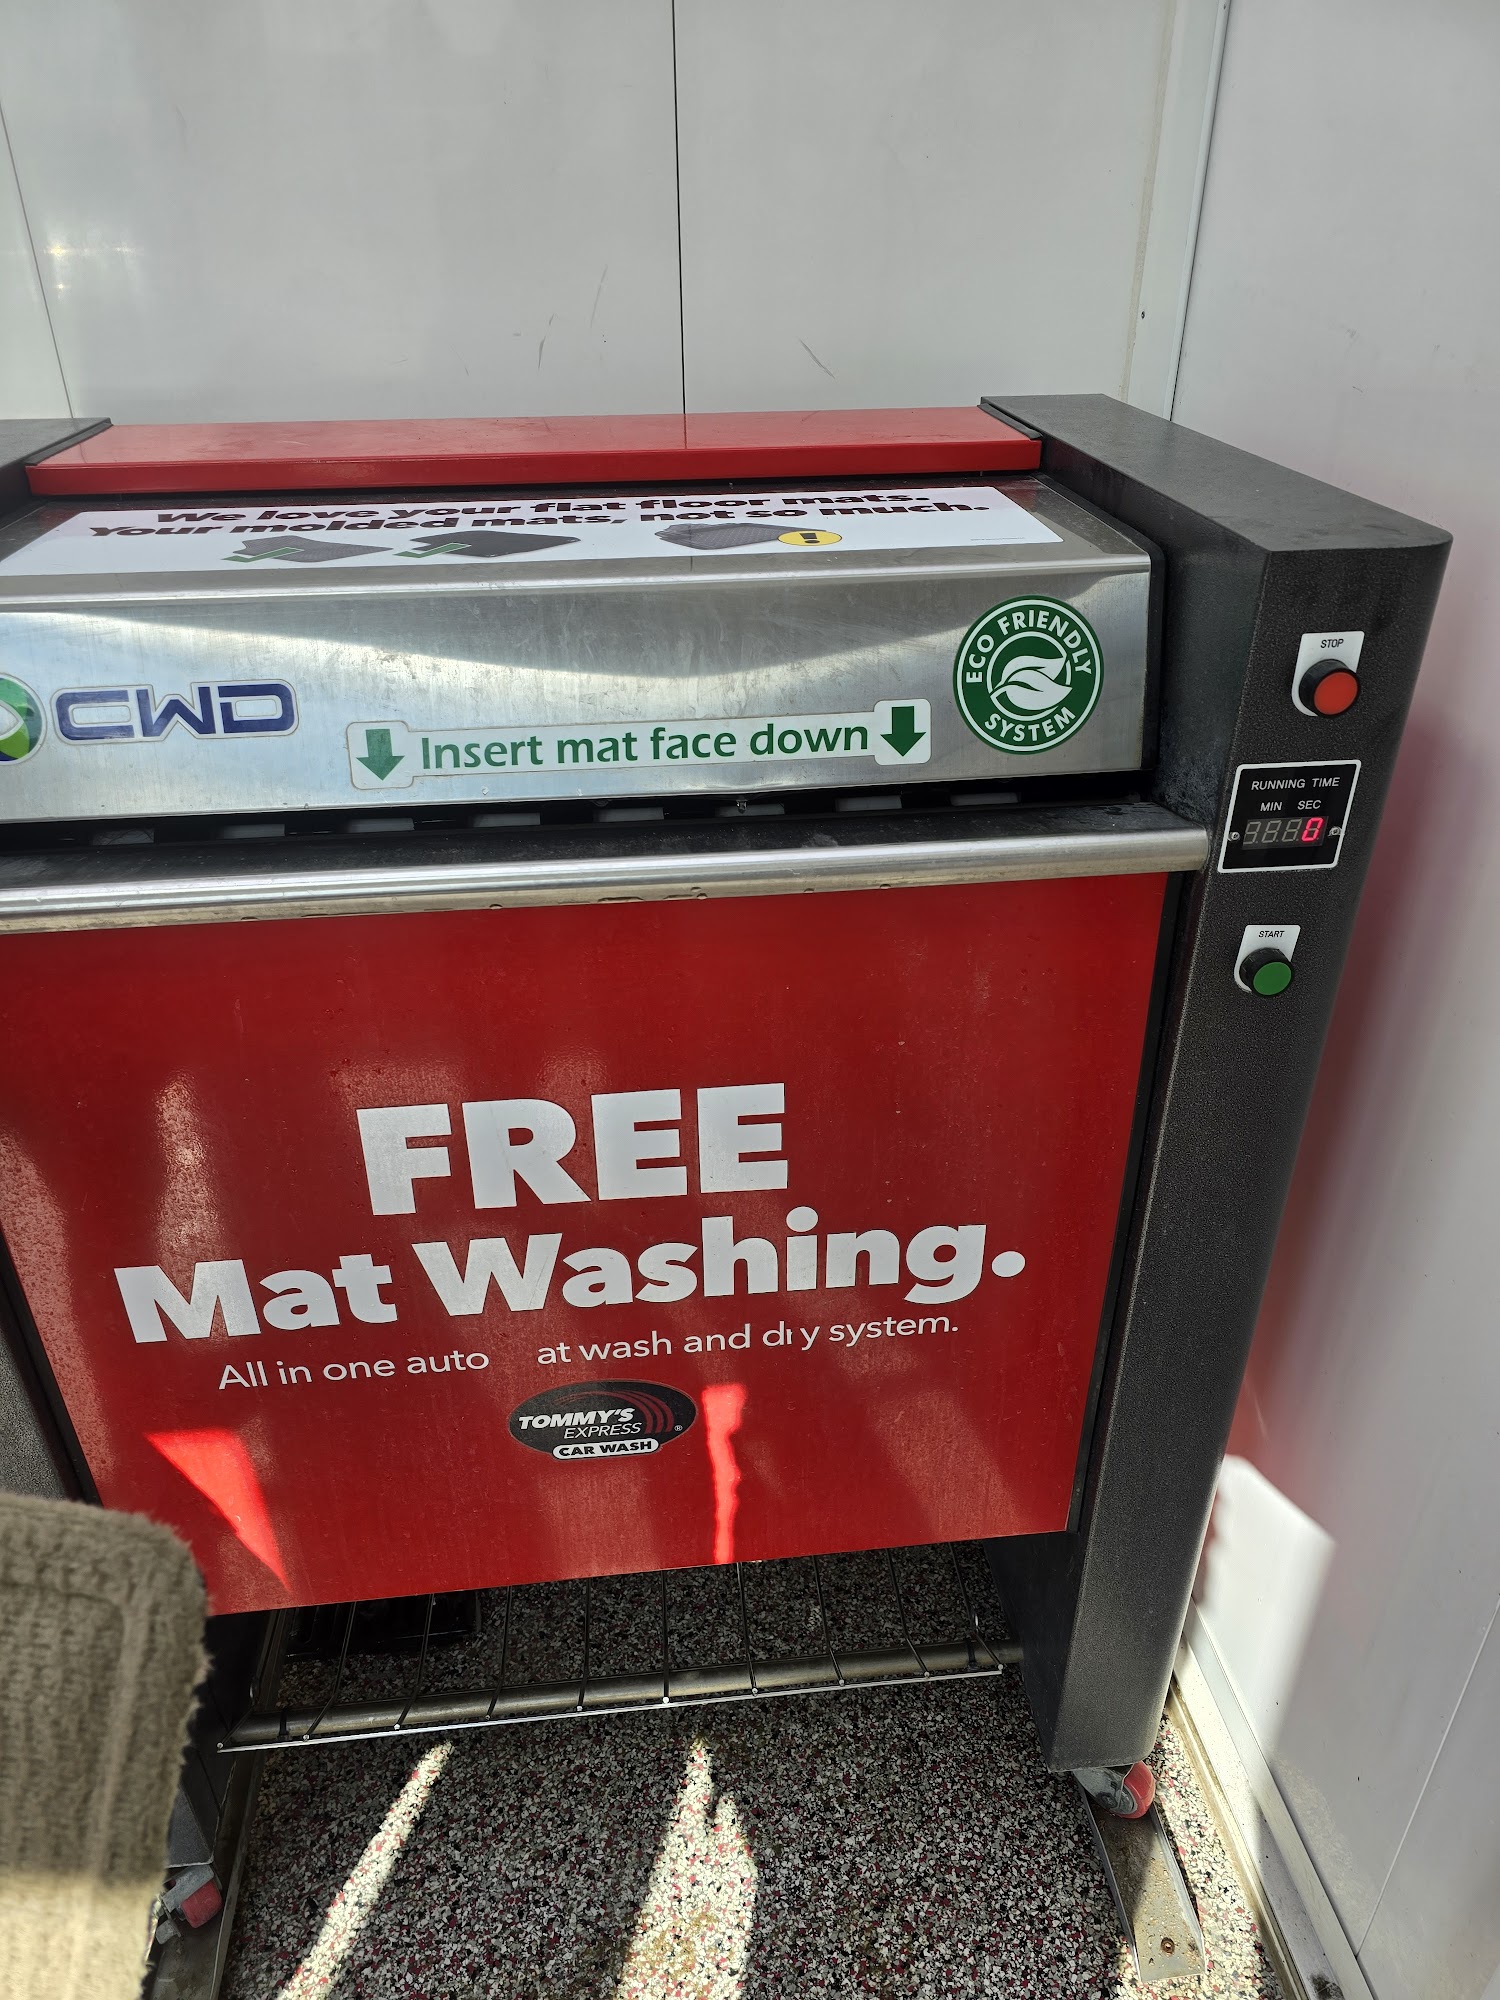 We love your flat floor mats.
Your molded mats, not so much.
!
CWD
Insert mat face down
ECO FRIENDLY
SYSTEM
STOP
RUNNING TIME
MIN SEC
START
FREE
Mat Washing.
All in one auto at wash and dry system.
TOMMY'S
EXPRESS ®
CAR WASH